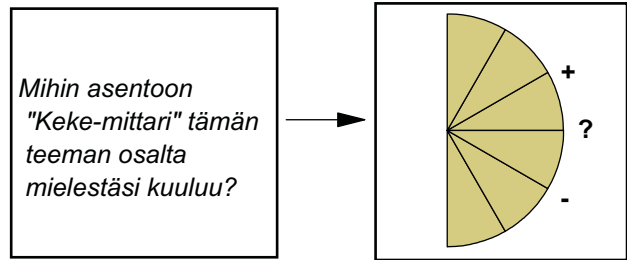 Mihin asentoon
"Keke-mittari" tämän
teeman osalta
mielestäsi kuuluu?
+
?
-